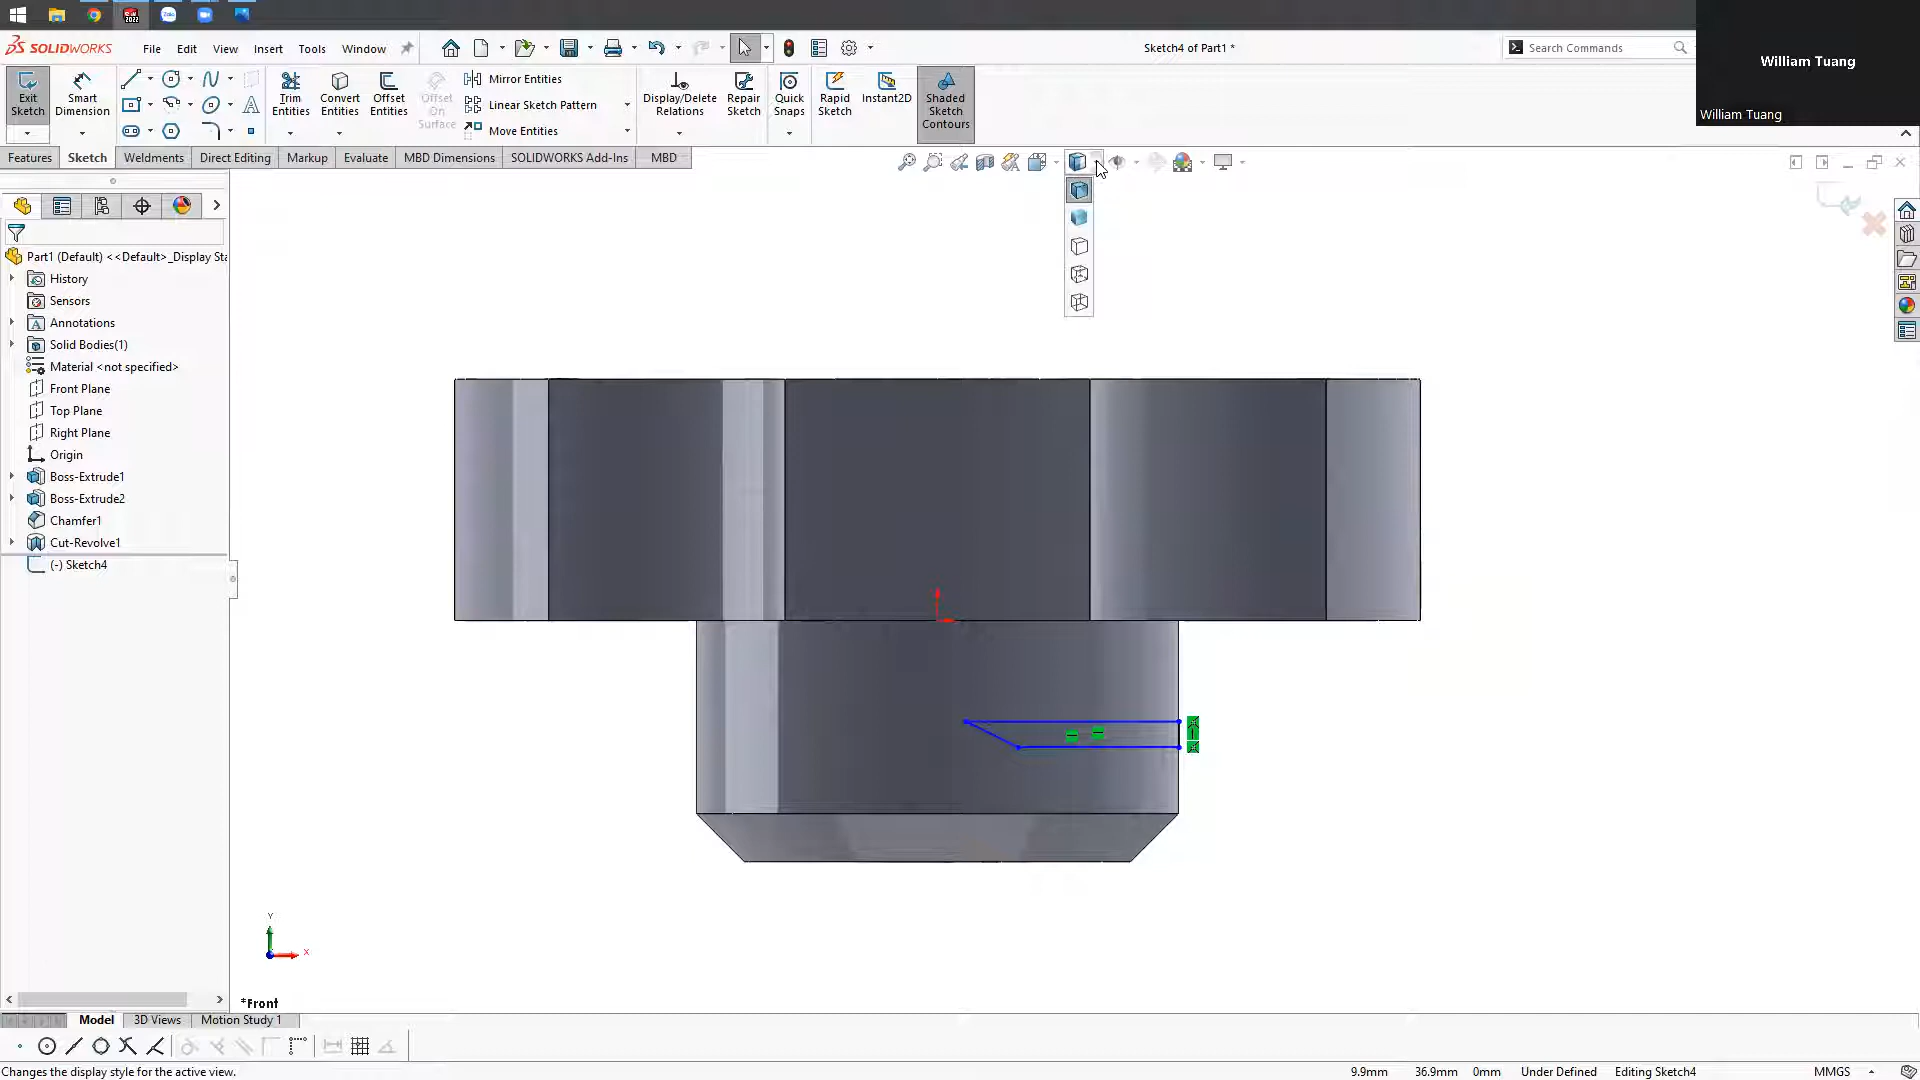 SOLIDWORKS
File Edit View Insert Tools Window
Sketch4 of Part1 *
Search Commands
William Tuang
William Tuang
Exit Sketch
Smart Dimension
Trim Entities
Convert Entities
Offset Entities
Offset On Surface
Mirror Entities
Linear Sketch Pattern
Move Entities
Display/Delete Relations
Repair Sketch
Quick Snaps
Rapid Sketch
Instant2D
Shaded Sketch Contours
Features Sketch Weldments Direct Editing Markup Evaluate MBD Dimensions SOLIDWORKS Add-Ins MBD
Part1 (Default) <<Default>_Display Sta
History
Sensors
Annotations
Solid Bodies(1)
Material <not specified>
Front Plane
Top Plane
Right Plane
Origin
Boss-Extrude1
Boss-Extrude2
Chamfer1
Cut-Revolve1
(-) Sketch4
Y
X
*Front
Model 3D Views Motion Study 1
Changes the display style for the active view.
9.9mm 36.9mm 0mm Under Defined Editing Sketch4 MMGS